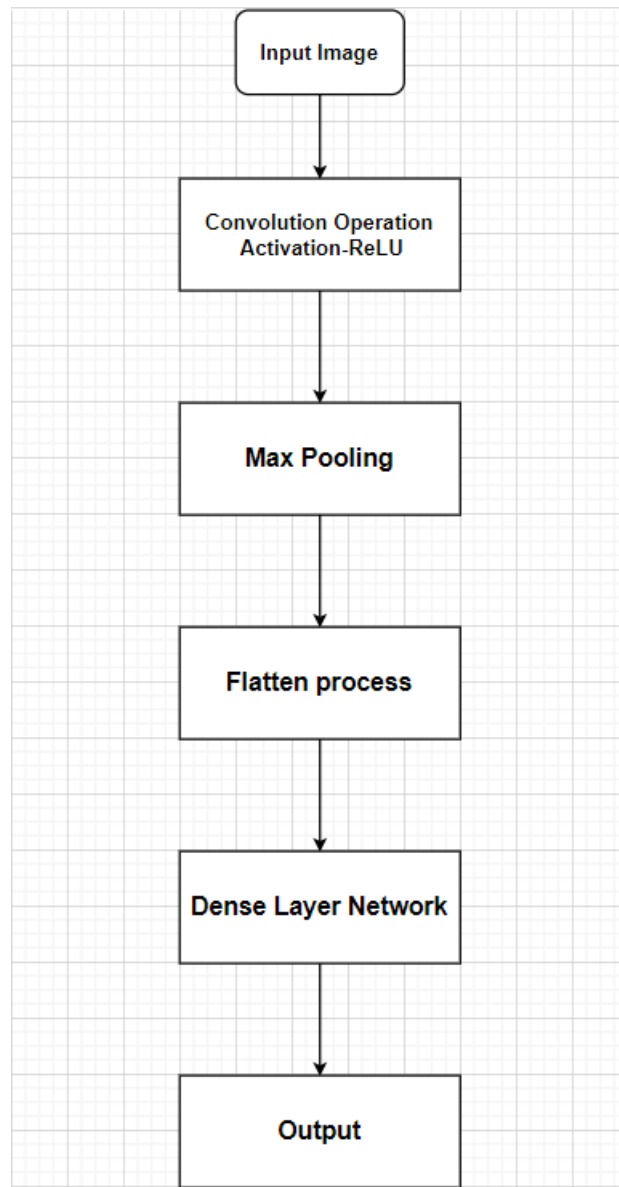 Input Image
Convolution Operation
Activation-ReLU
Max Pooling
Flatten process
Dense Layer Network
Output